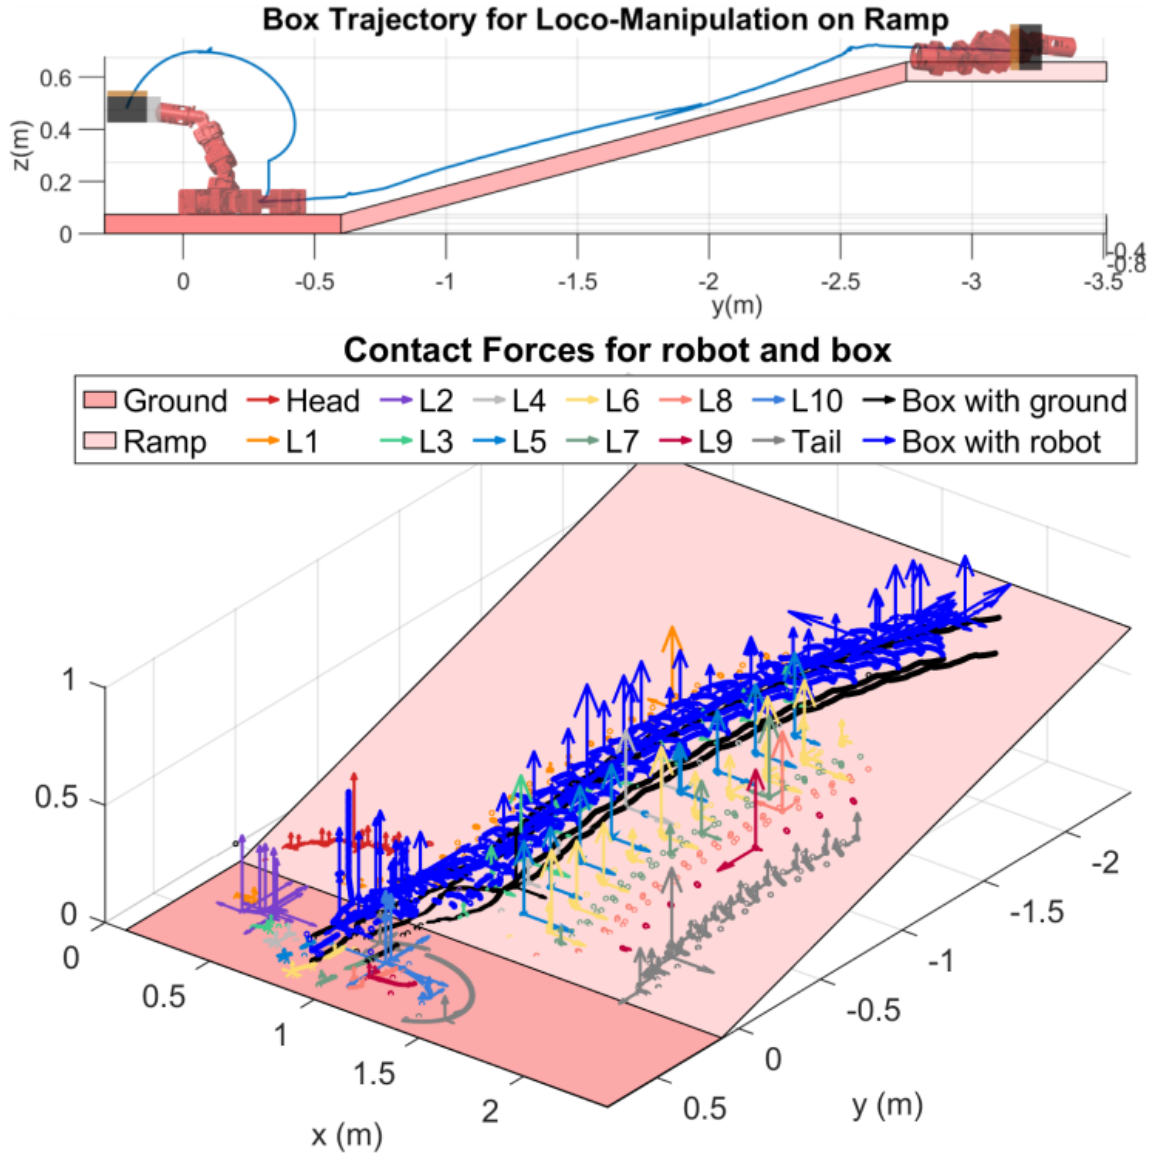 Box Trajectory for Loco-Manipulation on Ramp
z(m)
0.6
0.4
0.2
0
0 -0.5 -1 -1.5 -2 -2.5 -3 -3.5
-0.4
-0.8
y(m)
Contact Forces for robot and box
Ground Head L2 L4 L6 L8 L10 Box with ground
Ramp L1 L3 L5 L7 L9 Tail Box with robot
1
0.5
0
0 0.5 1 1.5 2
x (m)
0.5 0 -0.5 -1 -1.5 -2
y (m)